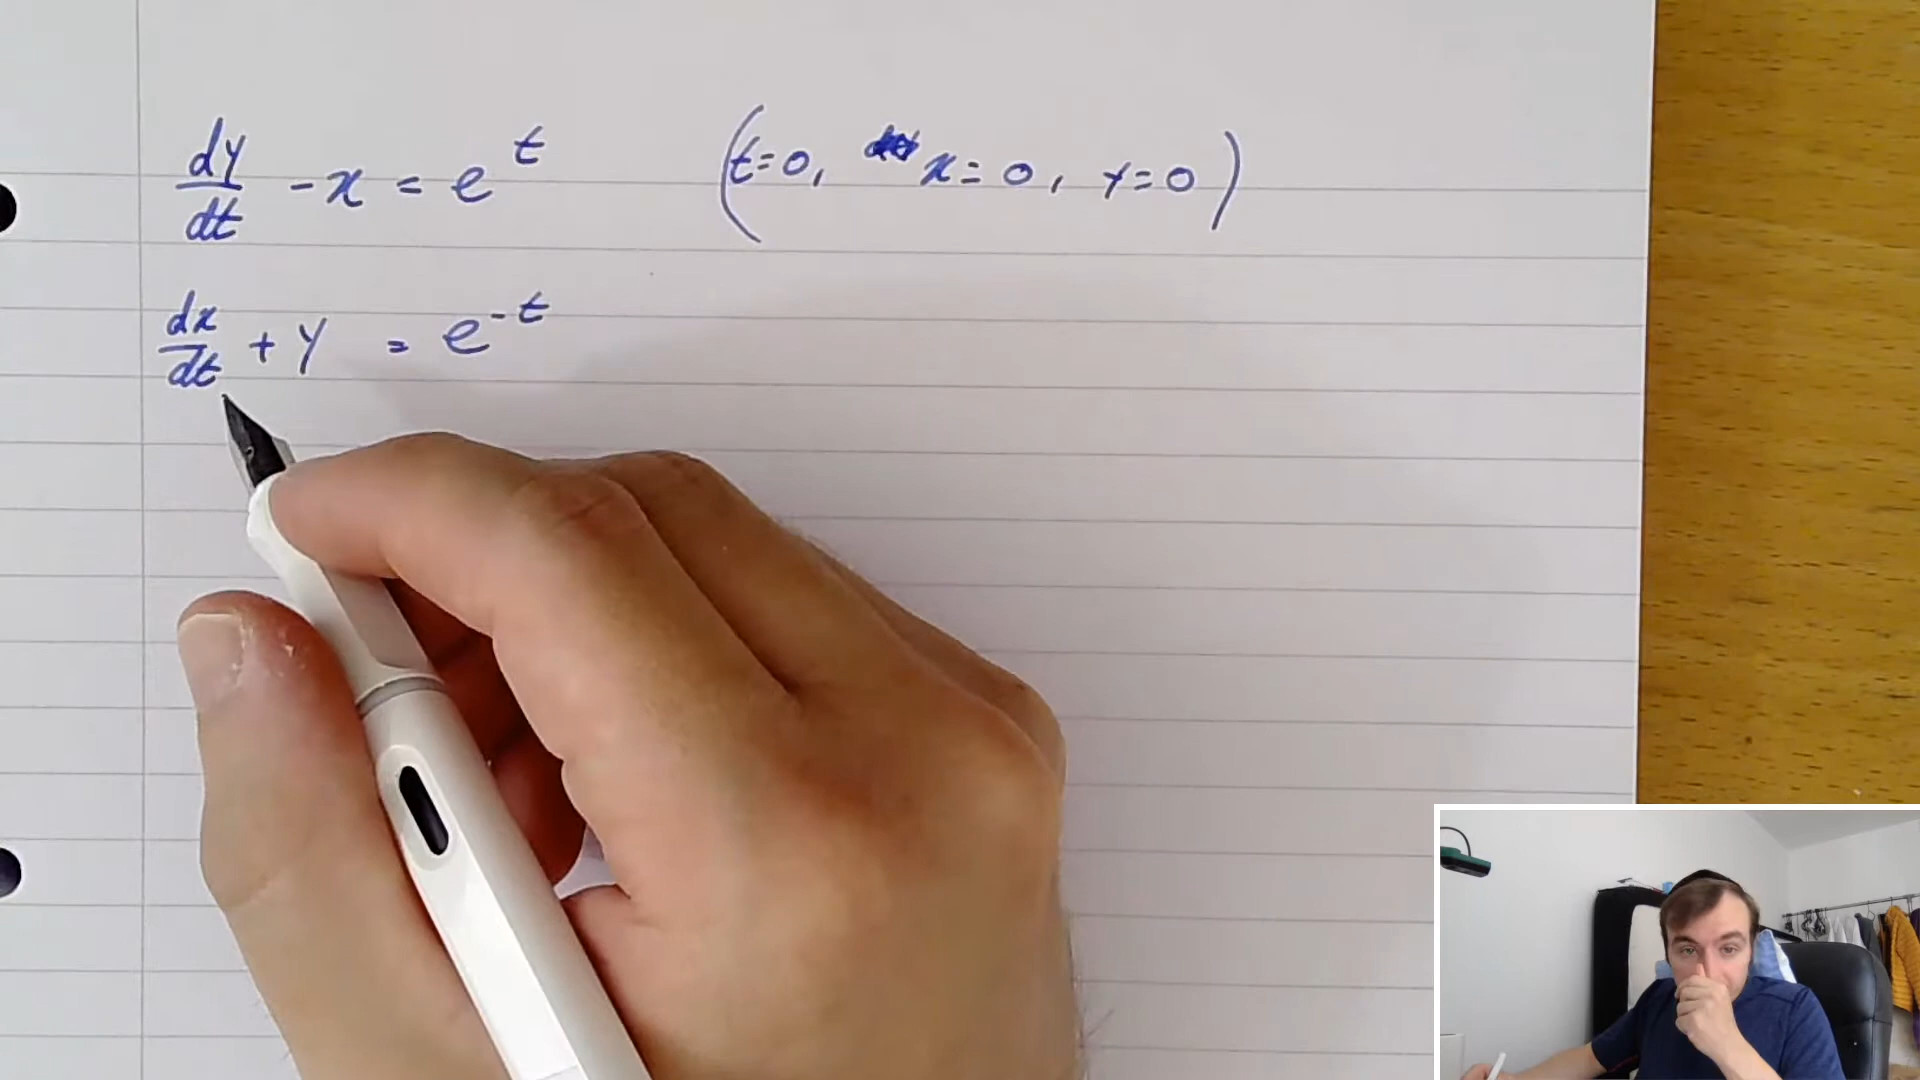 dy/dt - x = e^t (t=0, x=0, y=0)
dx/dt + y = e^-t